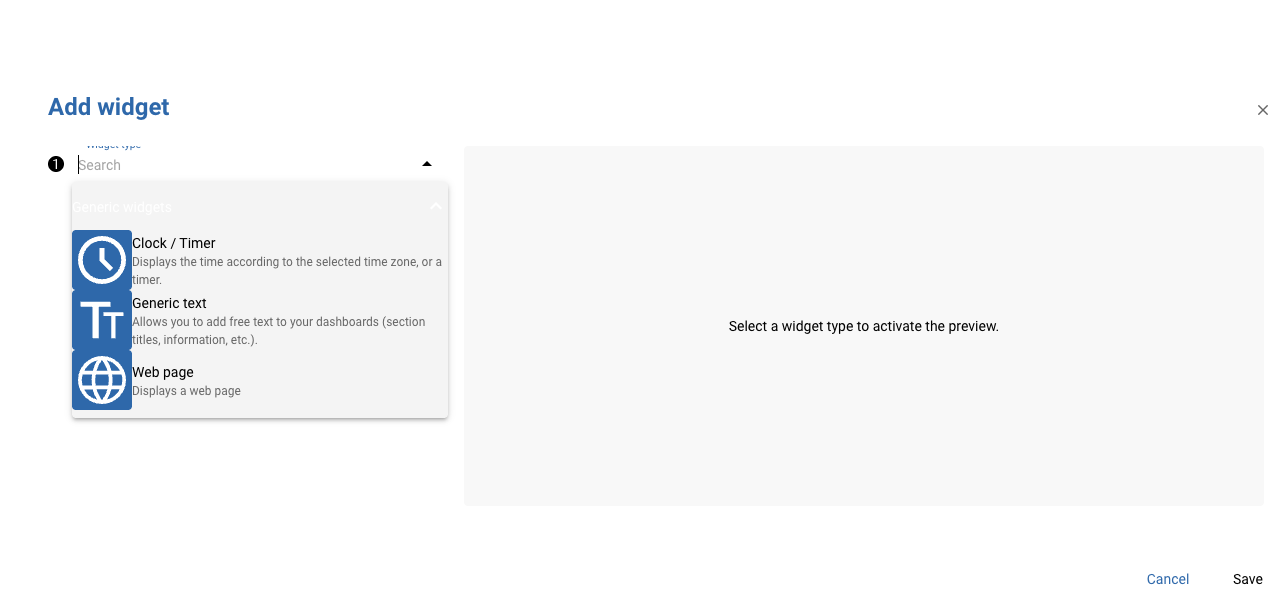 Add widget
Widget type
1
Search
Generic widgets
Clock / Timer
Displays the time according to the selected time zone, or a
timer.
Generic text
Allows you to add free text to your dashboards (section
titles, information, etc.).
Web page
Displays a web page
Select a widget type to activate the preview.
Cancel
Save